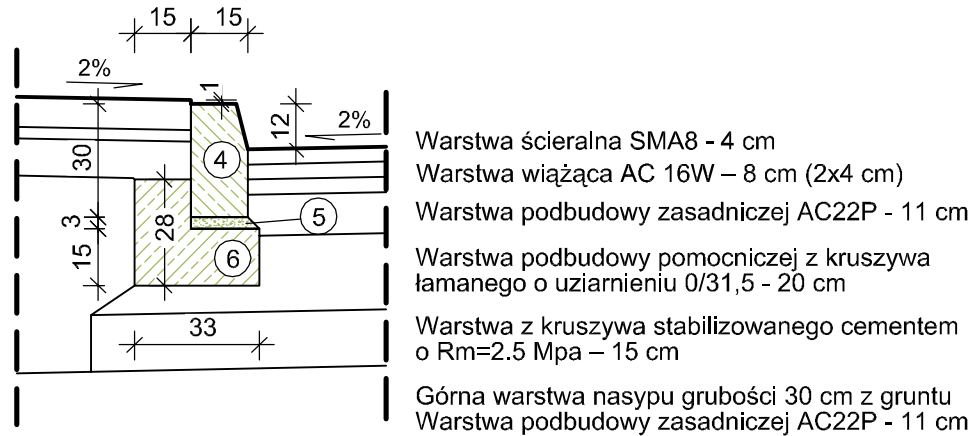 15 15
2%
1
12
2%
30
4
3
28
5
15
6
33
Warstwa ścieralna SMA8 - 4 cm
Warstwa wiążąca AC 16W – 8 cm (2x4 cm)
Warstwa podbudowy zasadniczej AC22P - 11 cm
Warstwa podbudowy pomocniczej z kruszywa
łamanego o uziarnieniu 0/31,5 - 20 cm
Warstwa z kruszywa stabilizowanego cementem
o Rm=2.5 Mpa – 15 cm
Górna warstwa nasypu grubości 30 cm z gruntu
Warstwa podbudowy zasadniczej AC22P - 11 cm